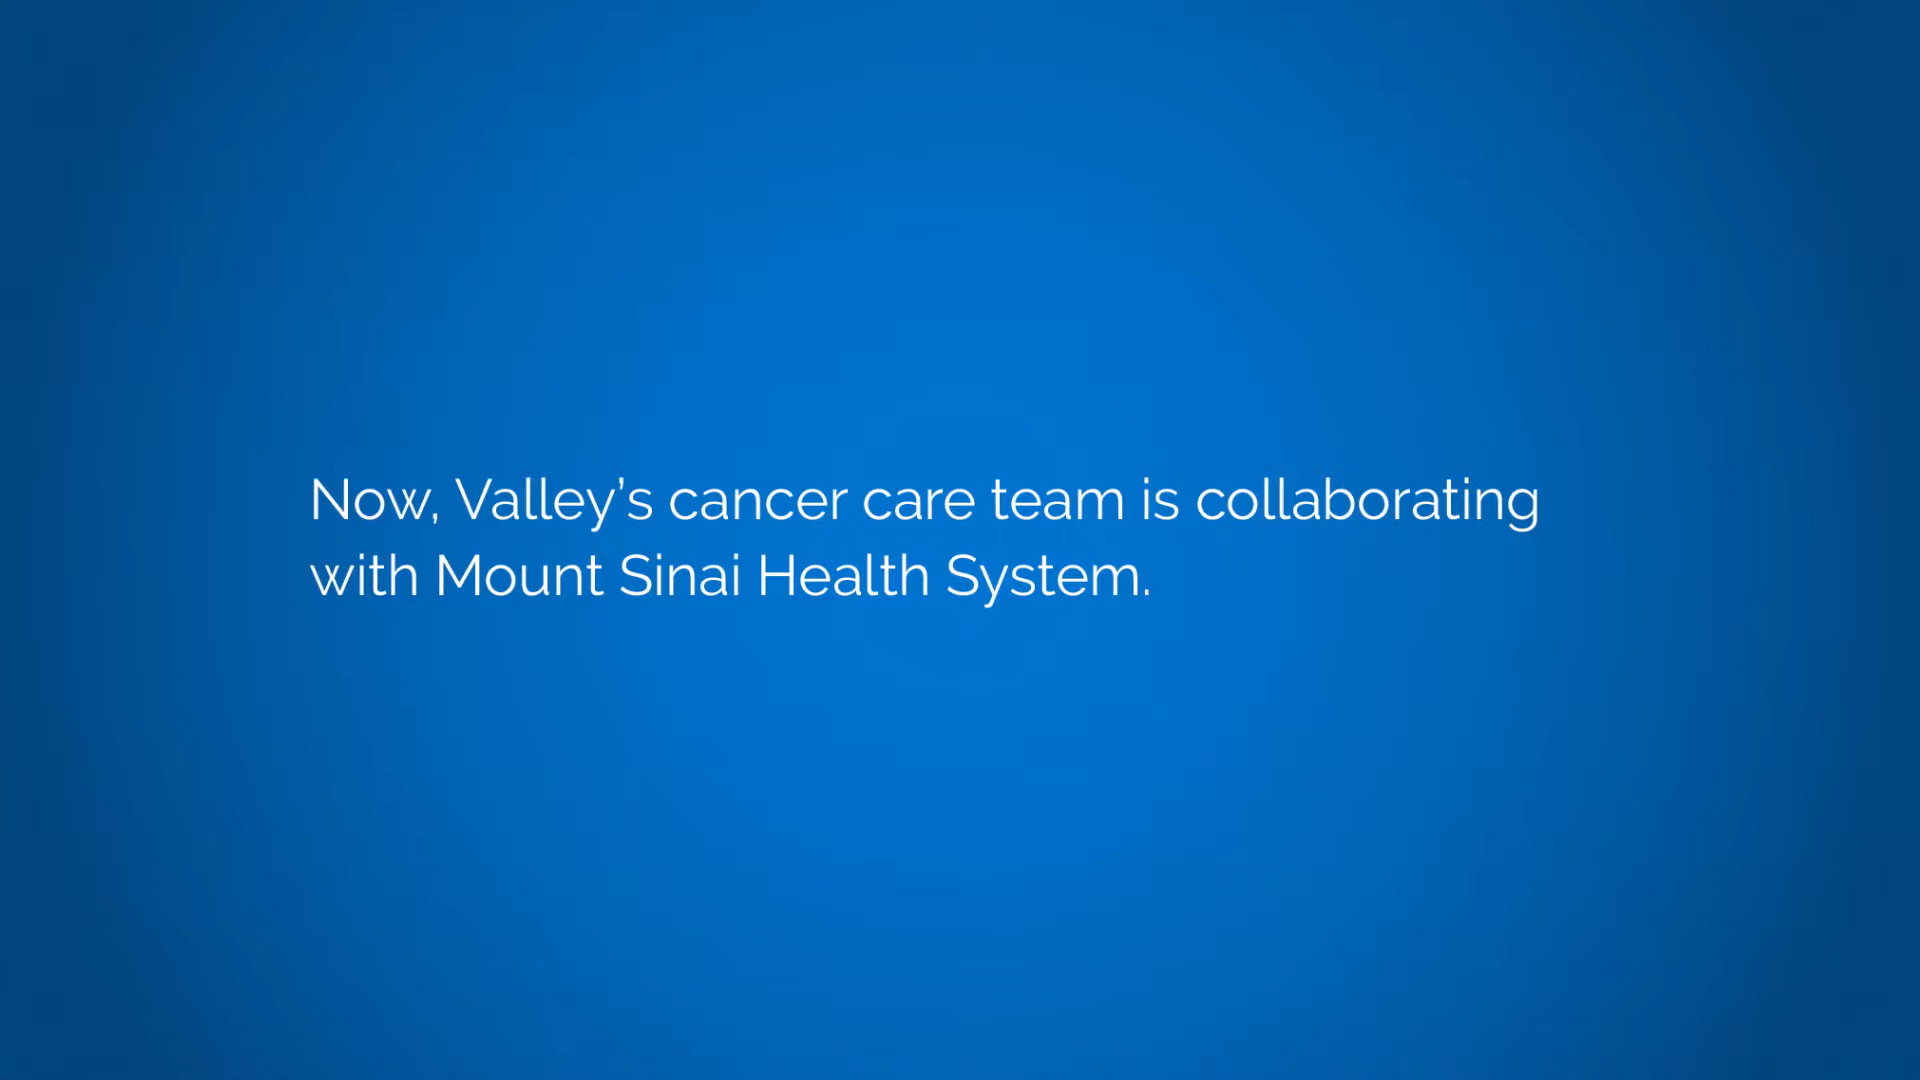 Now, Valley’s cancer care team is collaborating
with Mount Sinai Health System.